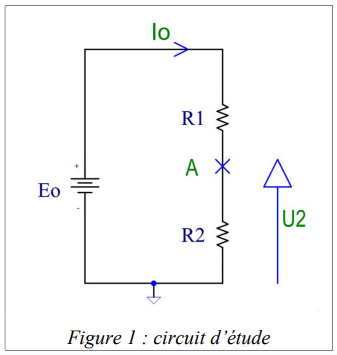 Io
R1
+
A
Eo
-
U2
R2
Figure 1 : circuit d’étude